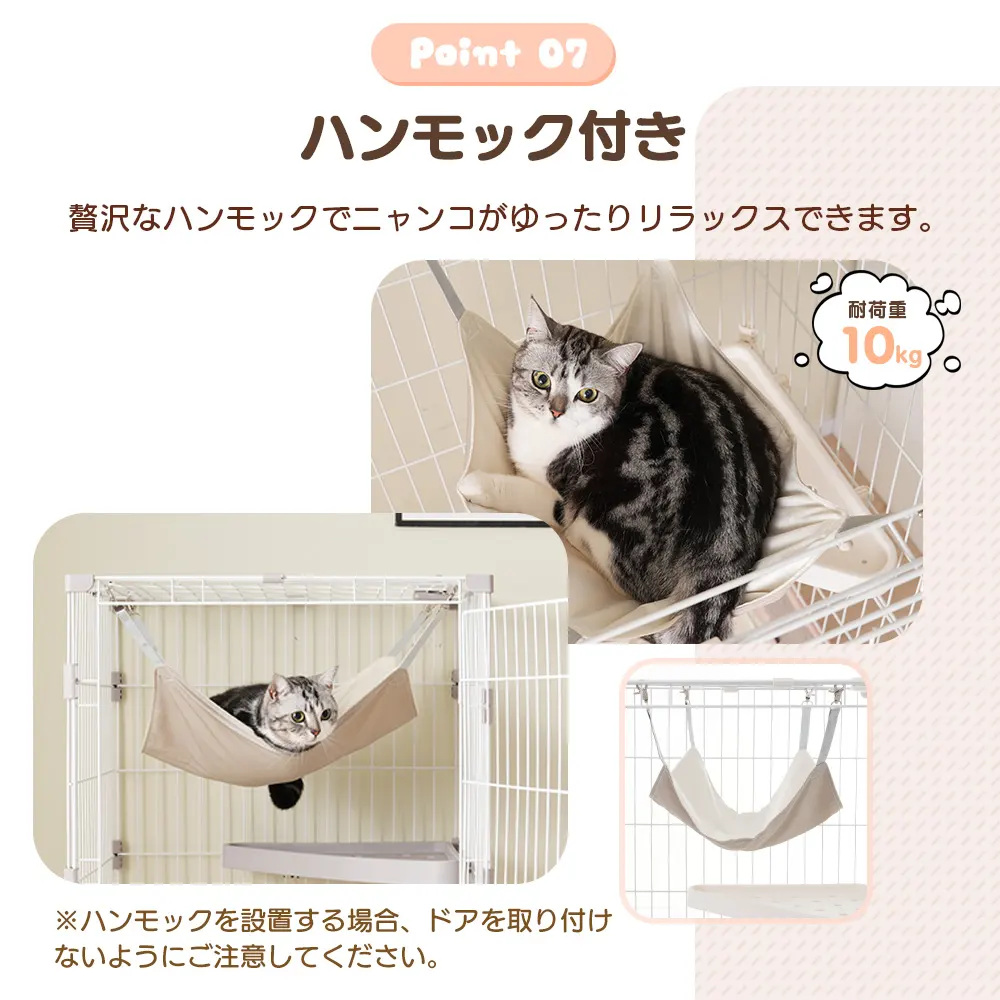 Point 07
ハンモック付き
贅沢なハンモックでニャンコがゆったりリラックスできます。
耐荷重
10kg
※ハンモックを設置する場合、ドアを取り付け
ないようにご注意してください。